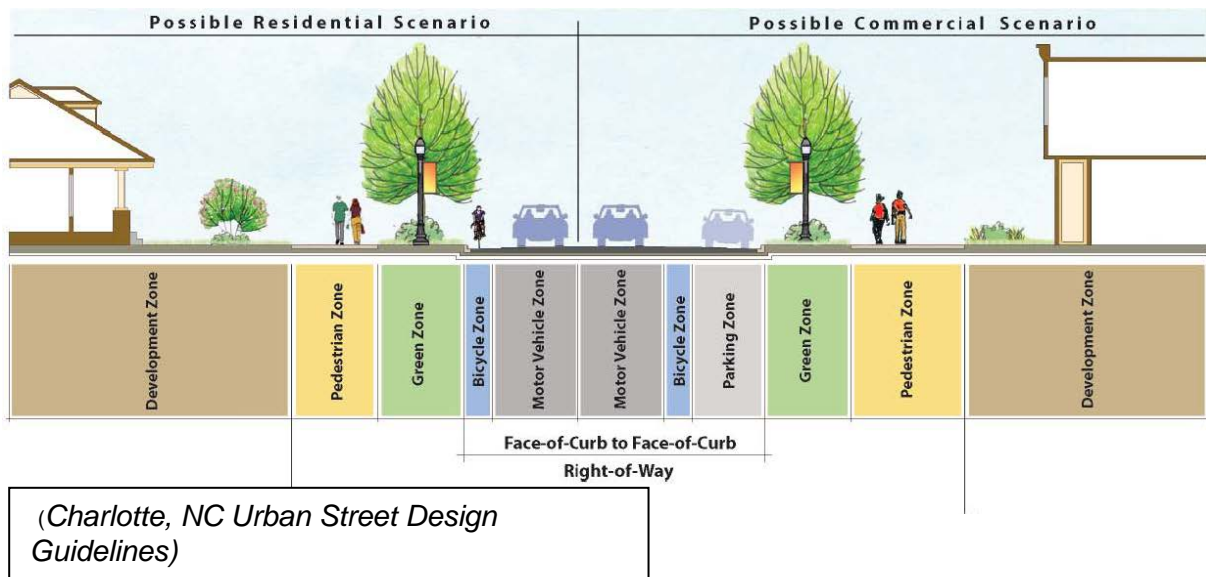 Possible Residential Scenario
Possible Commercial Scenario
Development Zone
Pedestrian Zone
Green Zone
Bicycle Zone
Motor Vehicle Zone
Motor Vehicle Zone
Bicycle Zone
Parking Zone
Green Zone
Pedestrian Zone
Development Zone
Face-of-Curb to Face-of-Curb
Right-of-Way
(Charlotte, NC Urban Street Design
Guidelines)